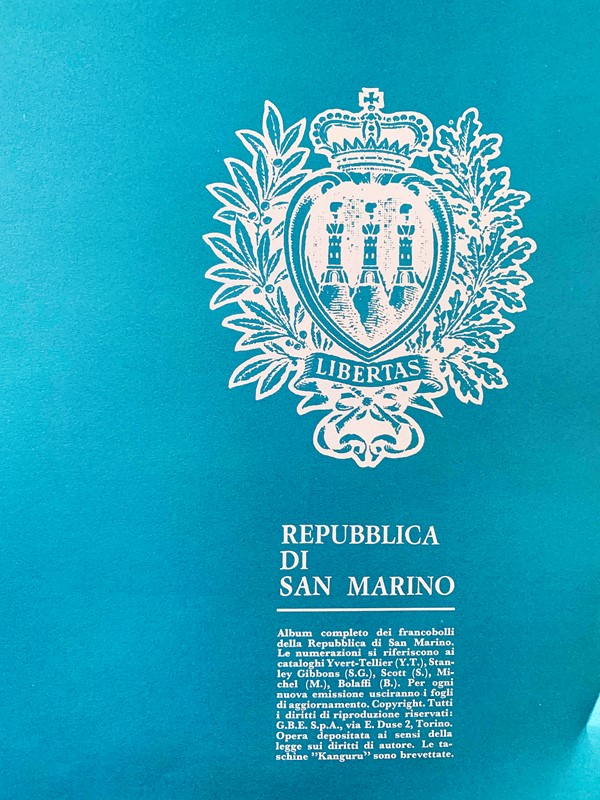 LIBERTAS
REPUBBLICA
DI
SAN MARINO
Album completo dei francobolli
della Repubblica di San Marino.
Le numerazioni si riferiscono ai
cataloghi Yvert-Tellier (Y.T.), Stan-
ley Gibbons (S.G.), Scott (S.), Mi-
chel (M.), Bolaffi (B.). Per ogni
nuova emissione usciranno i fogli
di aggiornamento. Copyright. Tutti
i diritti di riproduzione riservati:
G.B.E. S.p.A., via E. Duse 2, Torino.
Opera depositata ai sensi della
legge sui diritti di autore. Le ta-
schine "Kanguru" sono brevettate.